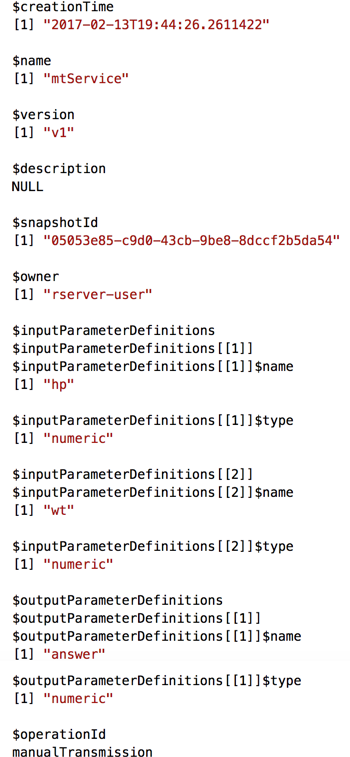 $creationTime
[1] "2017-02-13T19:44:26.2611422"
$name
[1] "mtService"
$version
[1] "v1"
$description
NULL
$snapshotId
[1] "05053e85-c9d0-43cb-9be8-8dccf2b5da54"
$owner
[1] "rserver-user"
$inputParameterDefinitions
$inputParameterDefinitions[[1]]
$inputParameterDefinitions[[1]]$name
[1] "hp"
$inputParameterDefinitions[[1]]$type
[1] "numeric"
$inputParameterDefinitions[[2]]
$inputParameterDefinitions[[2]]$name
[1] "wt"
$inputParameterDefinitions[[2]]$type
[1] "numeric"
$outputParameterDefinitions
$outputParameterDefinitions[[1]]
$outputParameterDefinitions[[1]]$name
[1] "answer"
$outputParameterDefinitions[[1]]$type
[1] "numeric"
$operationId
manualTransmission